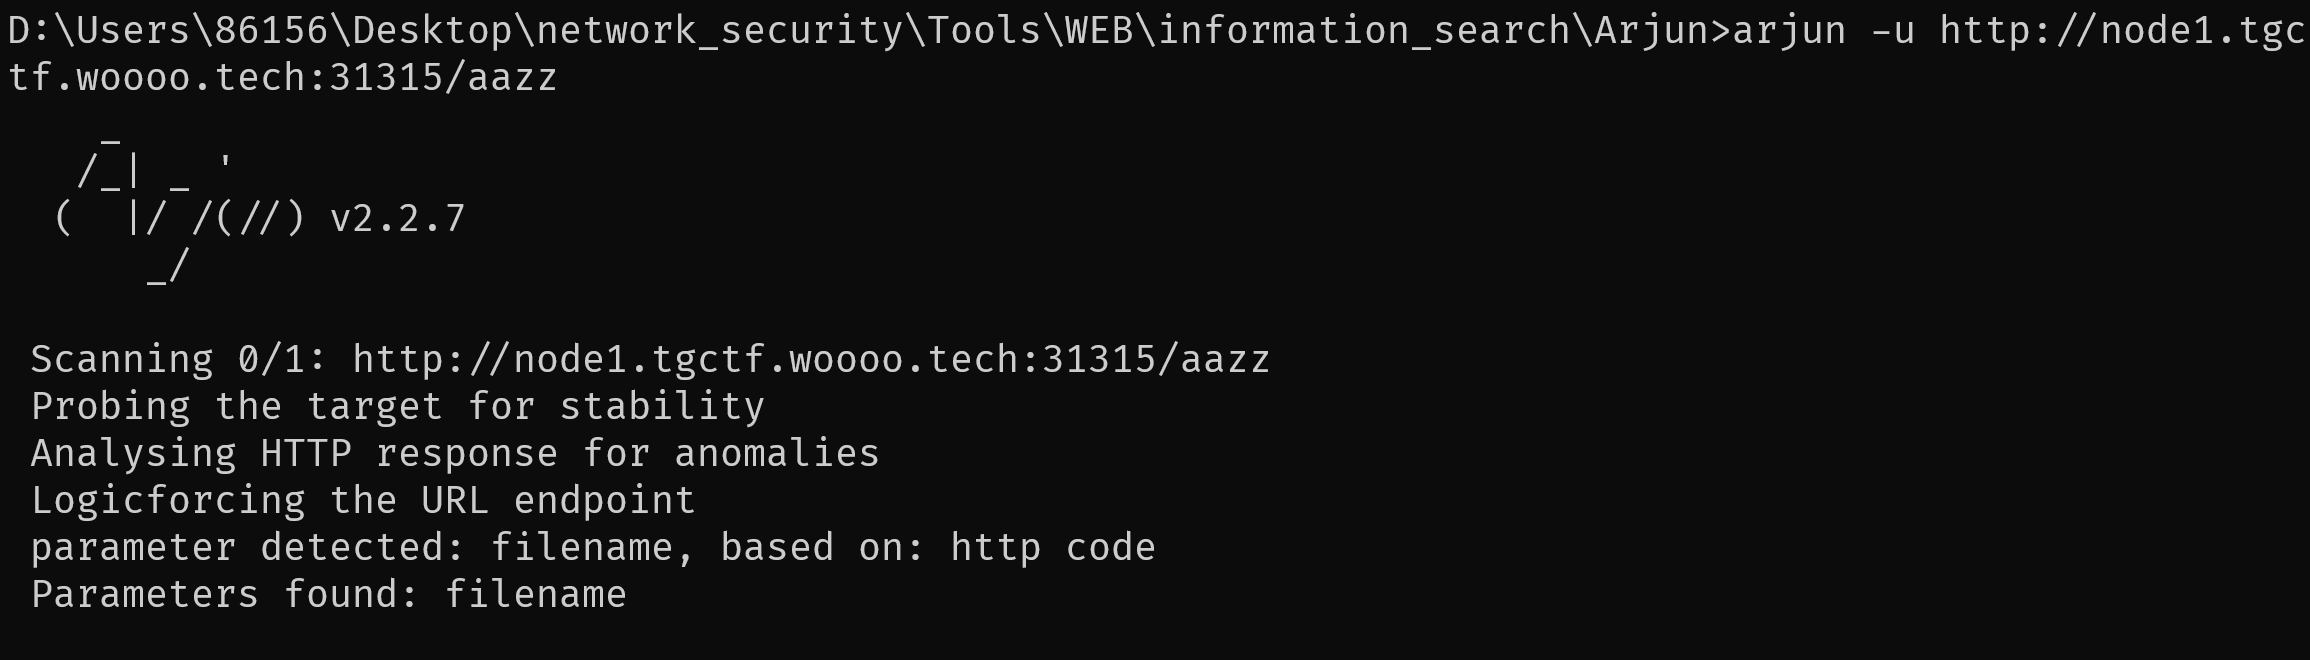 D:\Users\86156\Desktop\network_security\Tools\WEB\information_search\Arjun>arjun -u http://node1.tgc
tf.woooo.tech:31315/aazz
    _
   /_| _ '
  (  |/ /(//) v2.2.7
      _/
Scanning 0/1: http://node1.tgctf.woooo.tech:31315/aazz
Probing the target for stability
Analysing HTTP response for anomalies
Logicforcing the URL endpoint
parameter detected: filename, based on: http code
Parameters found: filename